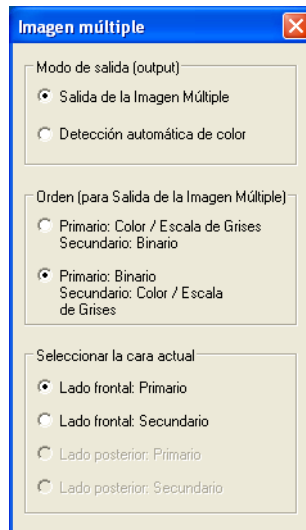 Imagen múltiple
Modo de salida (output)
Salida de la Imagen Múltiple
Detección automática de color
Orden (para Salida de la Imagen Múltiple)
Primario: Color / Escala de Grises
Secundario: Binario
Primario: Binario
Secundario: Color / Escala
de Grises
Seleccionar la cara actual
Lado frontal: Primario
Lado frontal: Secundario
Lado posterior: Primario
Lado posterior: Secundario